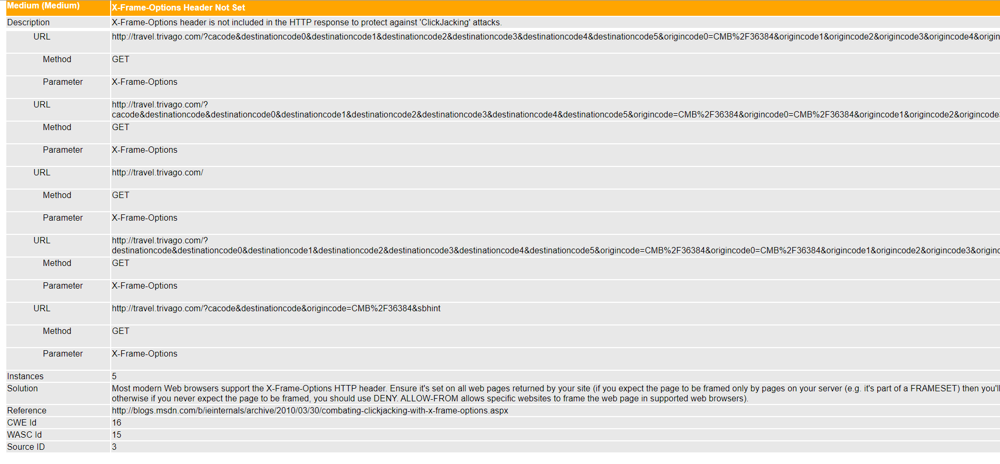 Medium (Medium) X-Frame-Options Header Not Set
Description X-Frame-Options header is not included in the HTTP response to protect against 'ClickJacking' attacks.
URL http://travel.trivago.com/?cacode&destinationcode0&destinationcode1&destinationcode2&destinationcode3&destinationcode4&destinationcode5&origincode0=CMB%2F36384&origincode1&origincode2&origincode3&origincode4&origin
Method GET
Parameter X-Frame-Options
URL http://travel.trivago.com/?
cacode&destinationcode&destinationcode0&destinationcode1&destinationcode2&destinationcode3&destinationcode4&destinationcode5&origincode=CMB%2F36384&origincode0=CMB%2F36384&origincode1&origincode2&origincode3
Method GET
Parameter X-Frame-Options
URL http://travel.trivago.com/
Method GET
Parameter X-Frame-Options
URL http://travel.trivago.com/?
destinationcode&destinationcode0&destinationcode1&destinationcode2&destinationcode3&destinationcode4&destinationcode5&origincode=CMB%2F36384&origincode0=CMB%2F36384&origincode1&origincode2&origincode3&originc
Method GET
Parameter X-Frame-Options
URL http://travel.trivago.com/?cacode&destinationcode&origincode=CMB%2F36384&sbhint
Method GET
Parameter X-Frame-Options
Instances 5
Solution Most modern Web browsers support the X-Frame-Options HTTP header. Ensure it's set on all web pages returned by your site (if you expect the page to be framed only by pages on your server (e.g. it's part of a FRAMESET) then you'll
otherwise if you never expect the page to be framed, you should use DENY. ALLOW-FROM allows specific websites to frame the web page in supported web browsers).
Reference http://blogs.msdn.com/b/ieinternals/archive/2010/03/30/combating-clickjacking-with-x-frame-options.aspx
CWE Id 16
WASC Id 15
Source ID 3